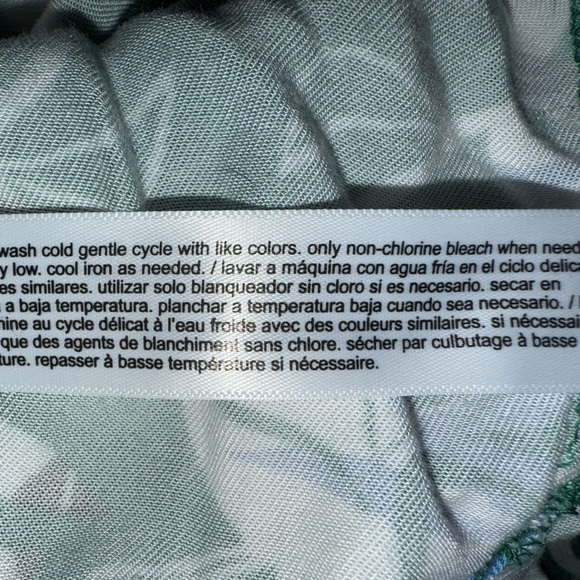 wash cold gentle cycle with like colors. only non-chlorine bleach when need
y low. cool iron as needed. / lavar a máquina con agua fría en el ciclo delica
es similares. utilizar solo blanqueador sin cloro si es necesario. secar en
a baja temperatura. planchar a temperatura baja cuando sea necesario. /
nine au cycle délicat à l'eau froide avec des couleurs similaires. si nécessai
que des agents de blanchiment sans chlore. sécher par culbutage à basse
ture. repasser à basse température si nécessaire.